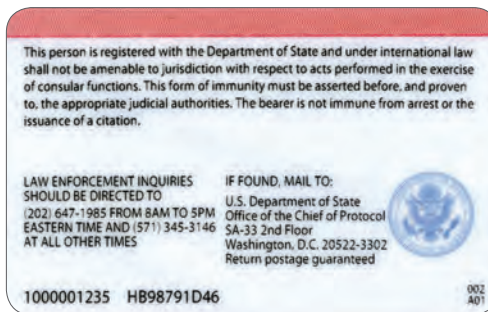 This person is registered with the Department of State and under international law
shall not be amenable to jurisdiction with respect to acts performed in the exercise
of consular functions. This form of immunity must be asserted before, and proven
to, the appropriate judicial authorities. The bearer is not immune from arrest or the
issuance of a citation.
LAW ENFORCEMENT INQUIRIES
SHOULD BE DIRECTED TO
(202) 647-1985 FROM 8AM TO 5PM
EASTERN TIME AND (571) 345-3146
AT ALL OTHER TIMES
IF FOUND, MAIL TO:
U.S. Department of State
Office of the Chief of Protocol
SA-33 2nd Floor
Washington, D.C. 20522-3302
Return postage guaranteed
1000001235 HB98791D46
002
A01